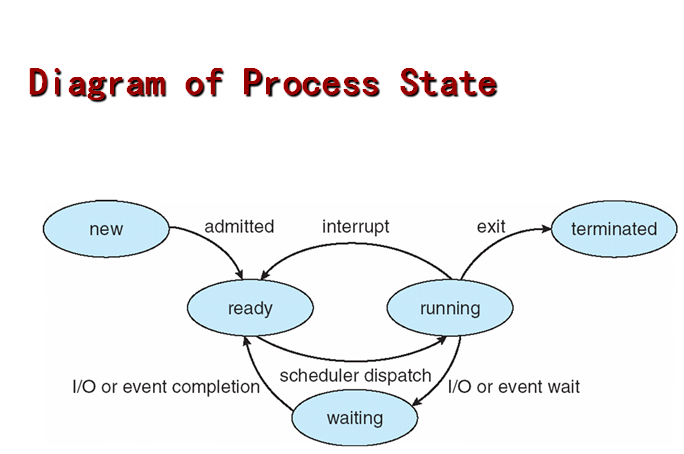 Diagram of Process State
new
admitted
interrupt
exit
terminated
ready
running
scheduler dispatch
I/O or event completion
I/O or event wait
waiting